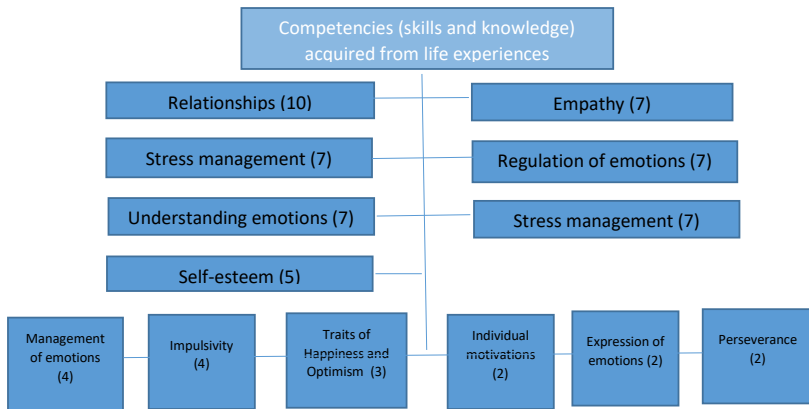 Competencies (skills and knowledge)
acquired from life experiences
Relationships (10)
Empathy (7)
Stress management (7)
Regulation of emotions (7)
Understanding emotions (7)
Stress management (7)
Self-esteem (5)
Management
of emotions
(4)
Impulsivity
(4)
Traits of
Happiness and
Optimism (3)
Individual
motivations
(2)
Expression of
emotions (2)
Perseverance
(2)